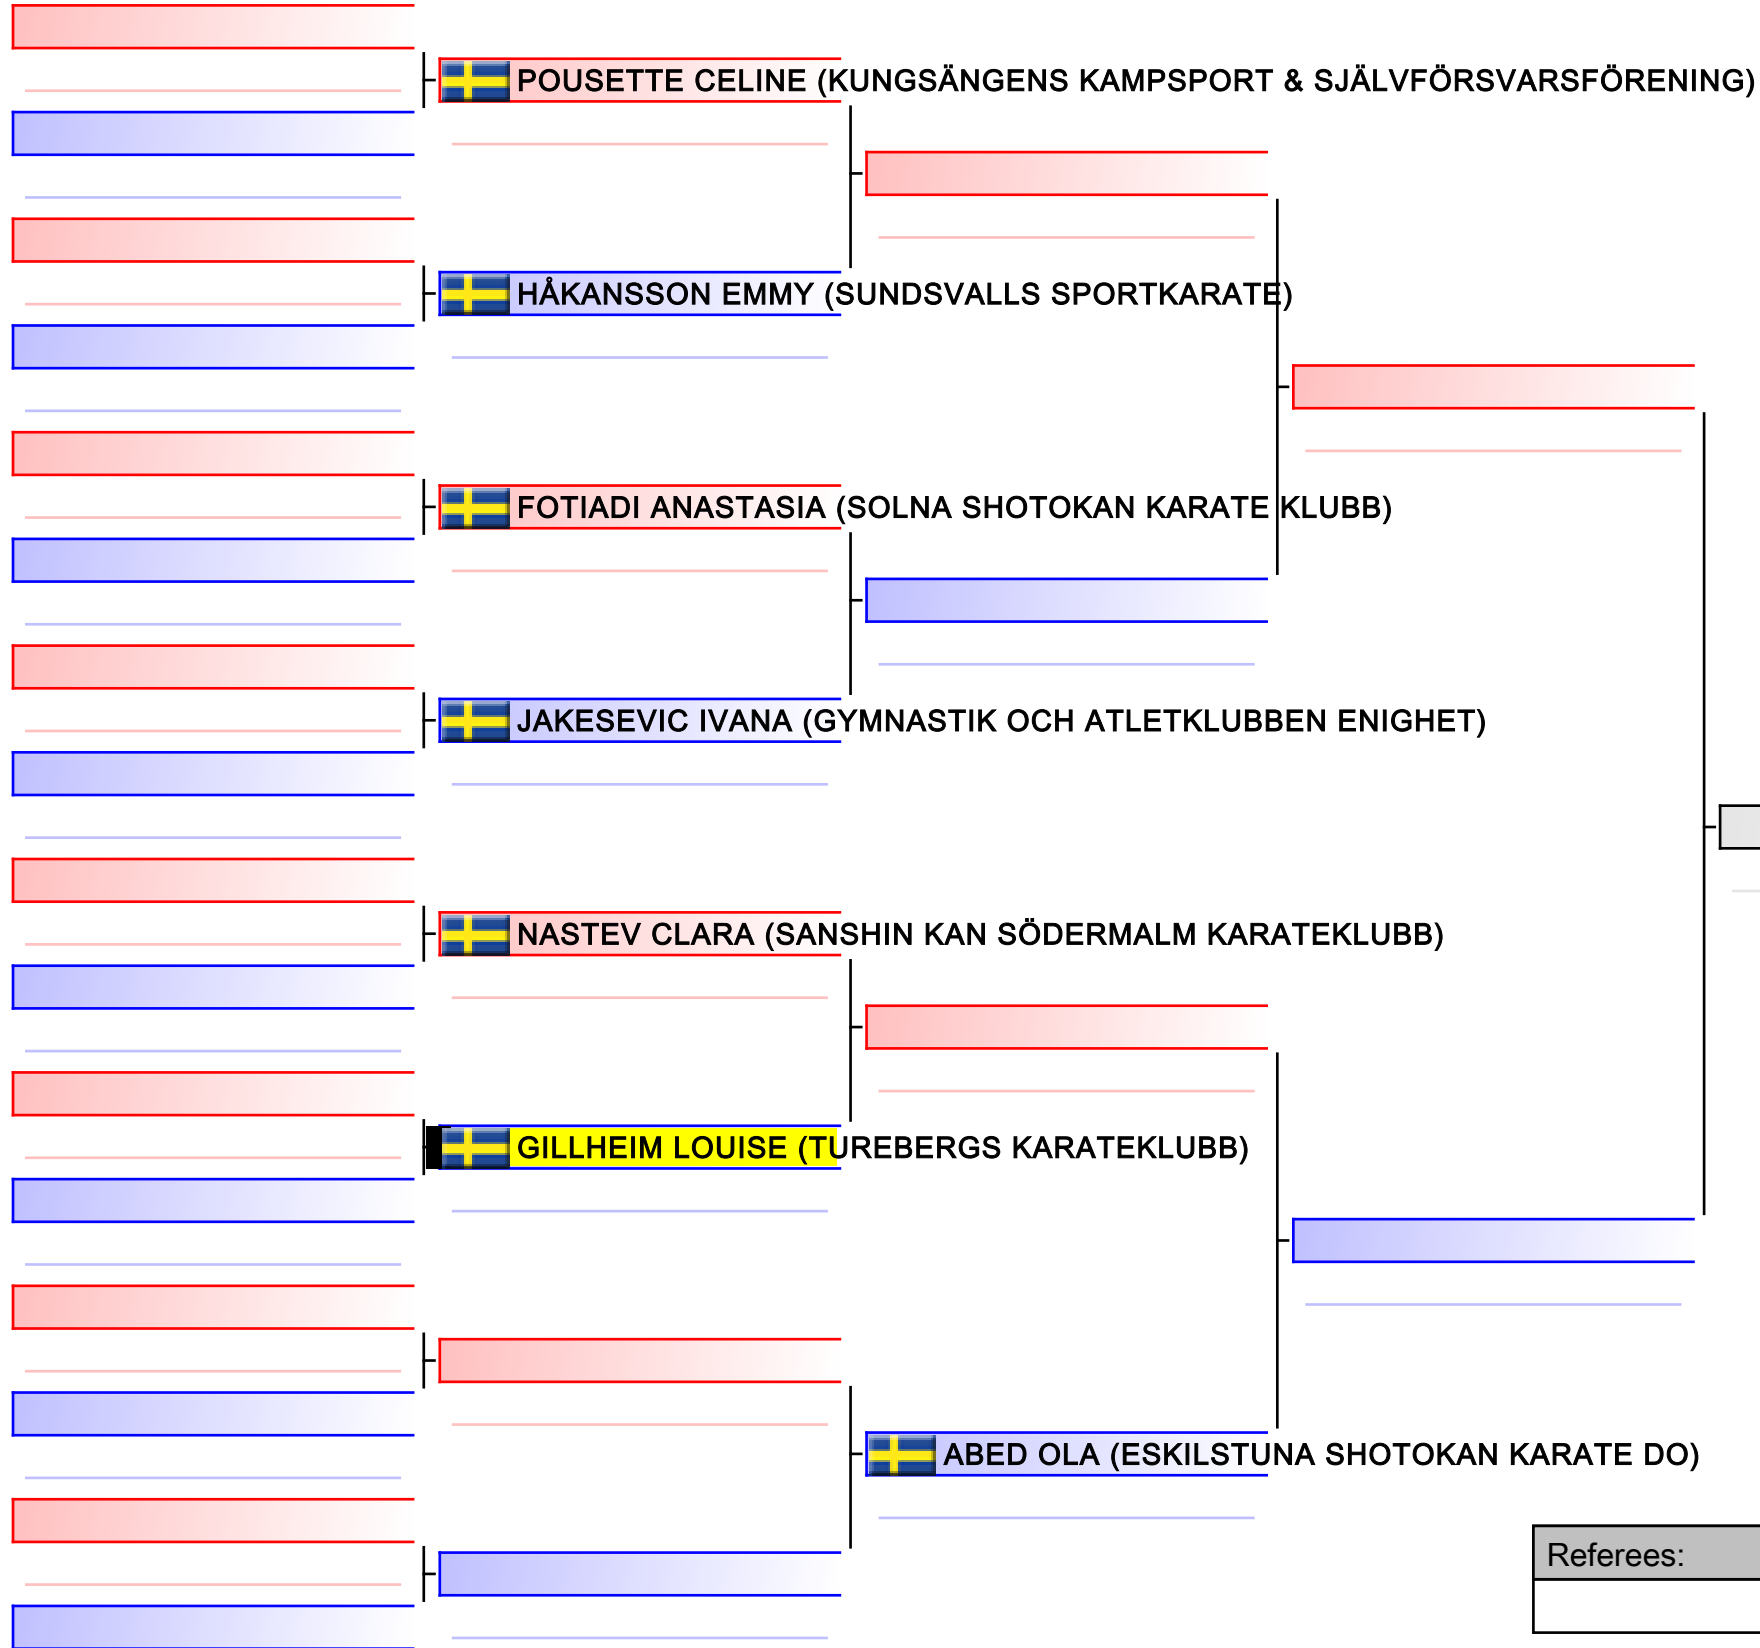 POUSETTE CELINE (KUNGSÄNGENS KAMPSPORT & SJÄLVFÖRSVARSFÖRENING)
HÅKANSSON EMMY (SUNDSVALLS SPORTKARATE)
FOTIADI ANASTASIA (SOLNA SHOTOKAN KARATE KLUBB)
JAKESEVIC IVANA (GYMNASTIK OCH ATLETKLUBBEN ENIGHET)
NASTEV CLARA (SANSHIN KAN SÖDERMALM KARATEKLUBB)
GILLHEIM LOUISE (TUREBERGS KARATEKLUBB)
ABED OLA (ESKILSTUNA SHOTOKAN KARATE DO)
Referees: